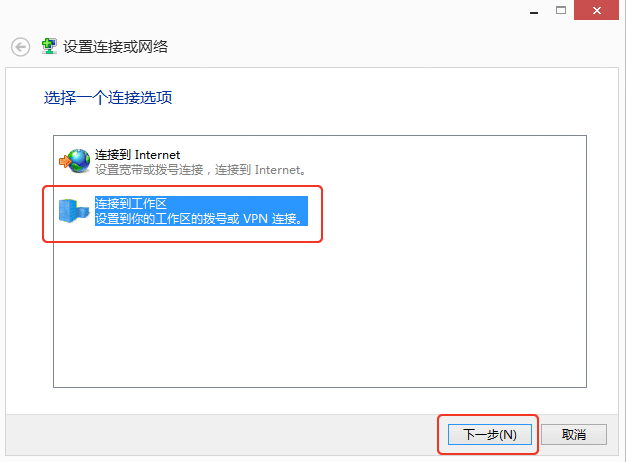 设置连接或网络
选择一个连接选项
连接到 Internet
设置宽带或拨号连接，连接到 Internet。
连接到工作区
设置到你的工作区的拨号或 VPN 连接。
下一步(N)
取消